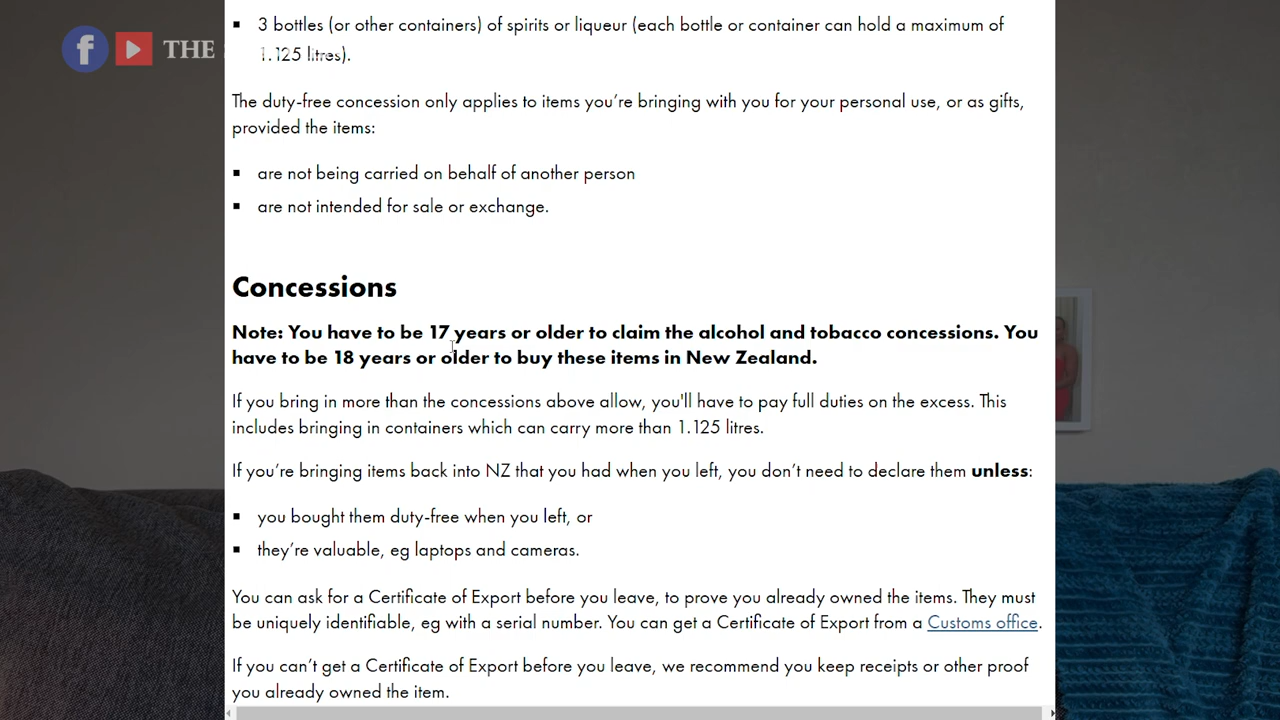 3 bottles (or other containers) of spirits or liqueur (each bottle or container can hold a maximum of
THE
1.125 litres).
The duty-free concession only applies to items you're bringing with you for your personal use, or as gifts,
provided the items:
are not being carried on behalf of another person
are not intended for sale or exchange.
Concessions
Note: You have to be 17 years or older to claim the alcohol and tobacco concessions. You
have to be 18 years or older to buy these items in New Zealand.
If you bring in more than the concessions above allow, you'll have to pay full duties on the excess. This
includes bringing in containers which can carry more than 1.125 litres.
If you're bringing items back into NZ that you had when you left, you don't need to declare them unless:
you bought them duty-free when you left, or
they're valuable, eg laptops and cameras.
You can ask for a Certificate of Export before you leave, to prove you already owned the items. They must
be uniquely identifiable, eg with a serial number. You can get a Certificate of Export from a Customs office.
If you can't get a Certificate of Export before you leave, we recommend you keep receipts or other proof
you already owned the item.